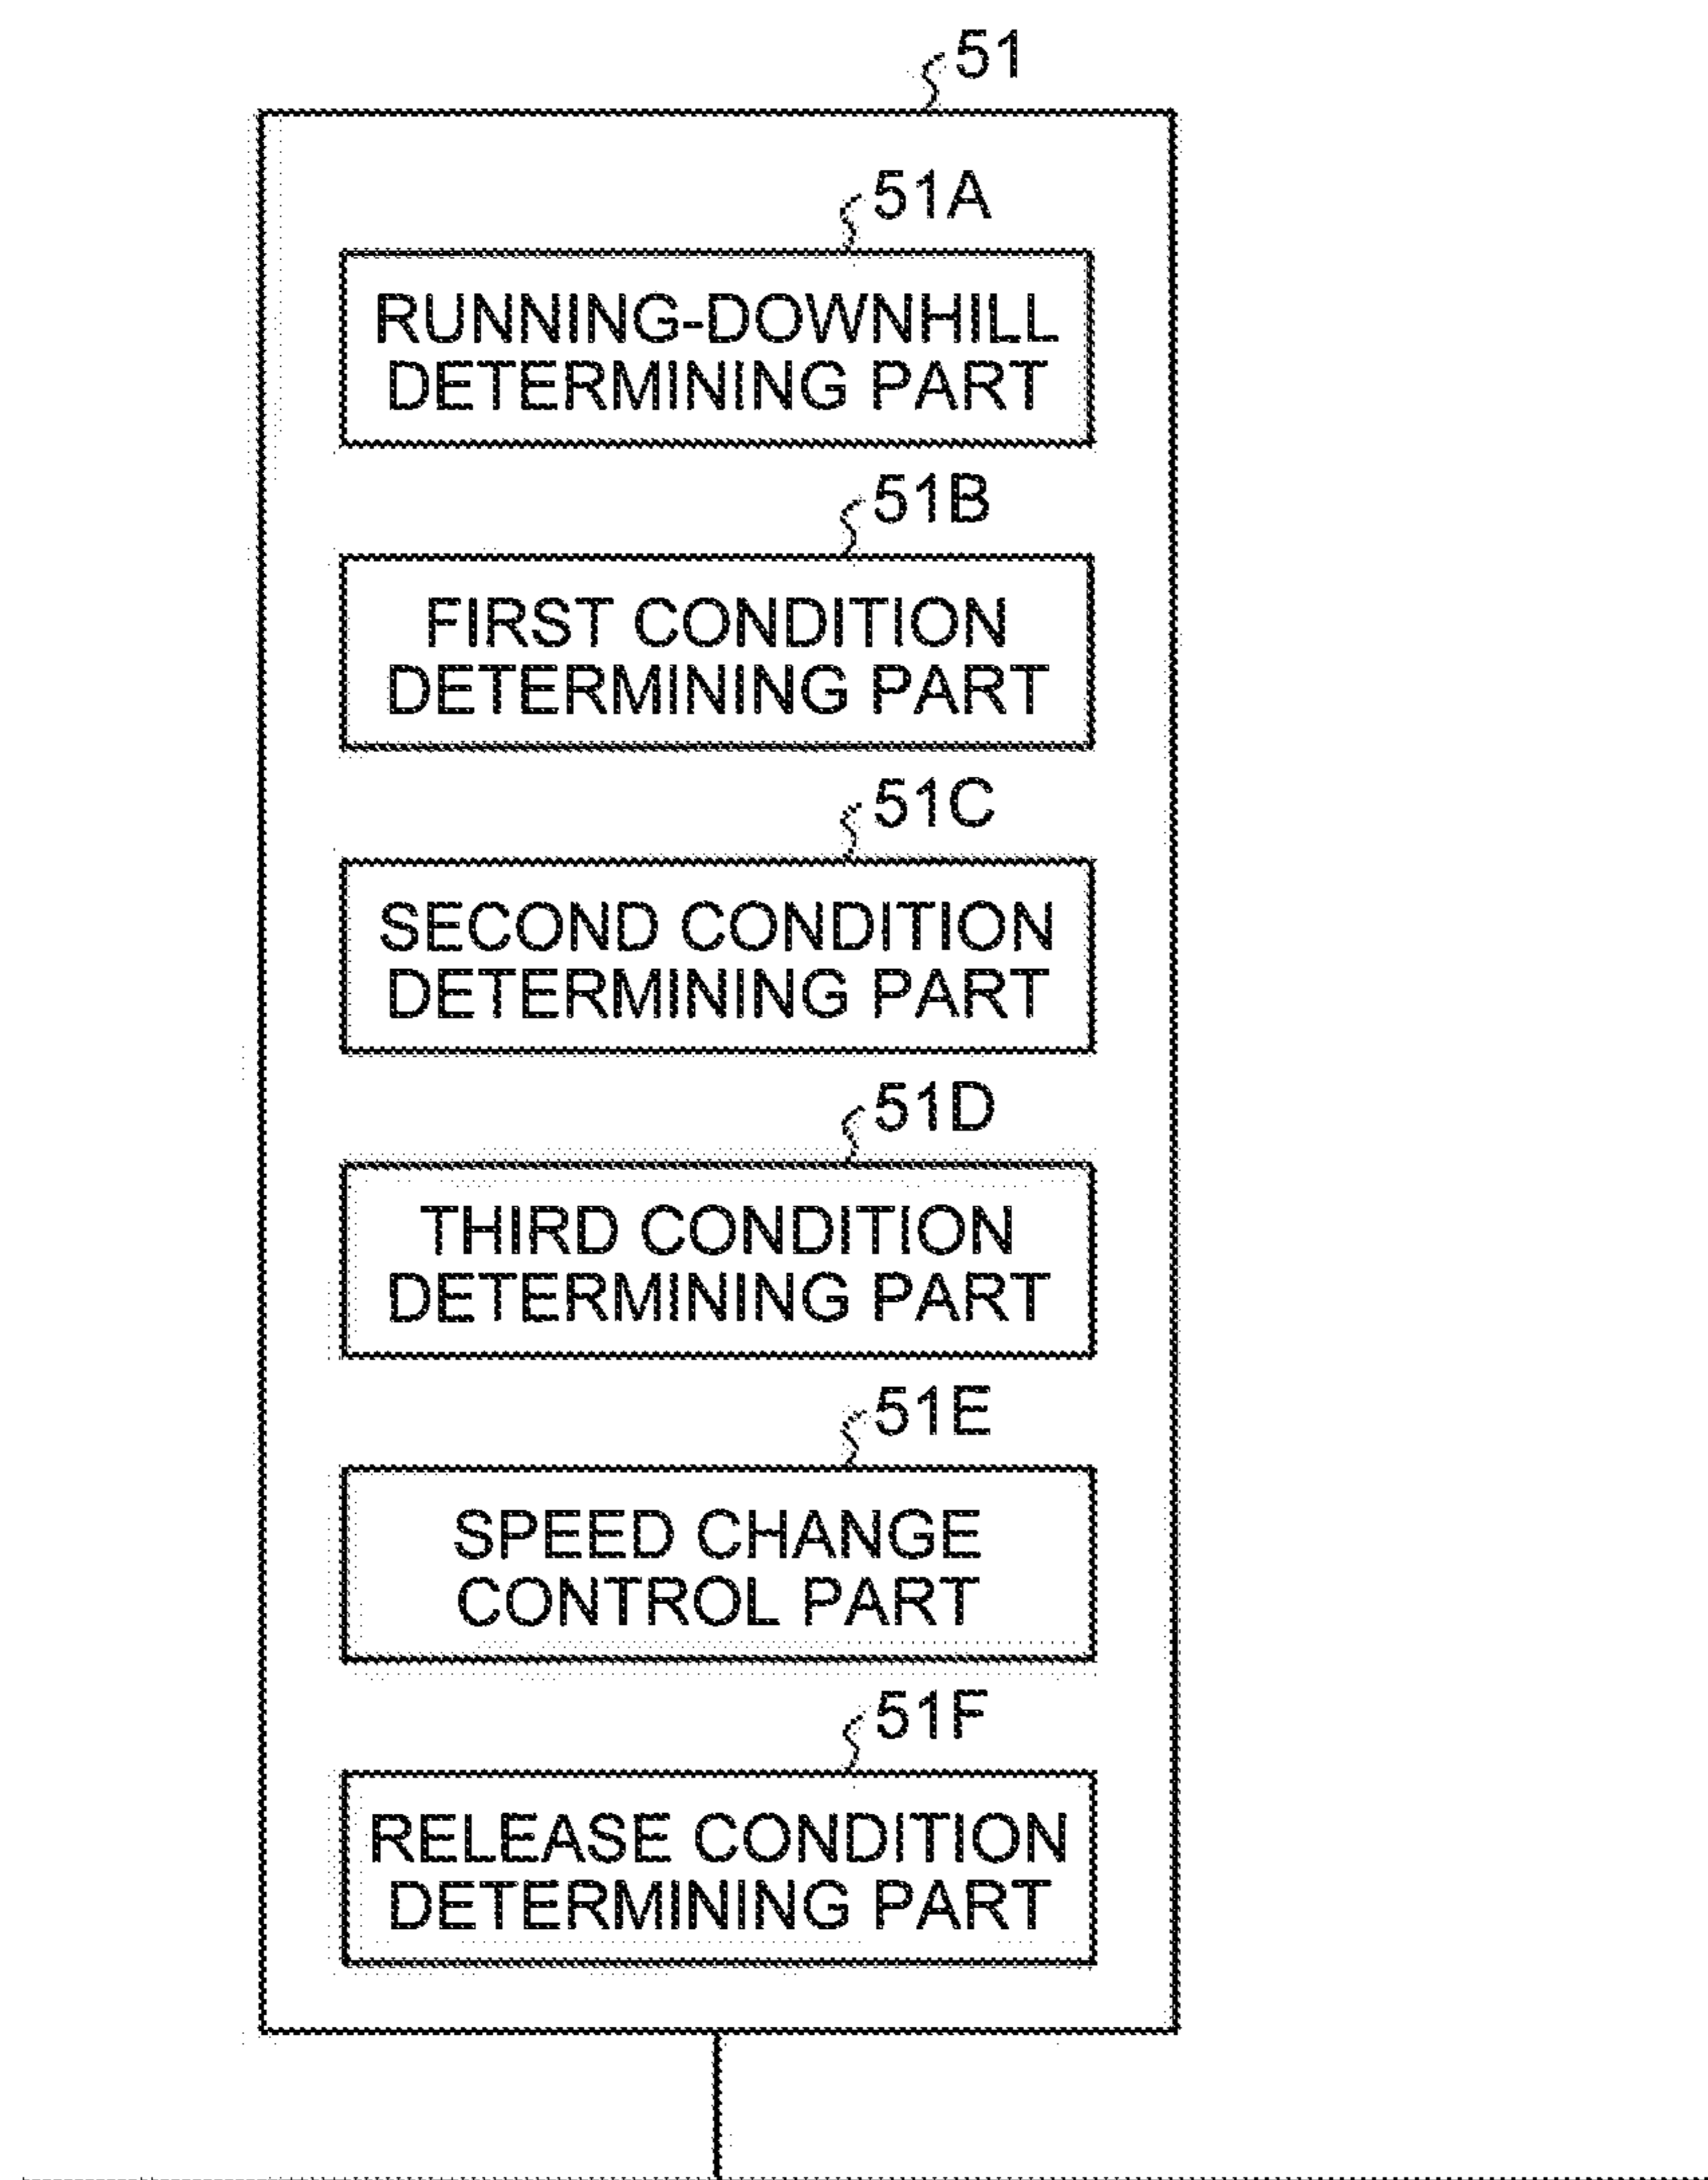 51
51A
RUNNING-DOWNHILL
DETERMINING PART
51B
FIRST CONDITION
DETERMINING PART
51C
SECOND CONDITION
DETERMINING PART
51D
THIRD CONDITION
DETERMINING PART
51E
SPEED CHANGE
CONTROL PART
51F
RELEASE CONDITION
DETERMINING PART